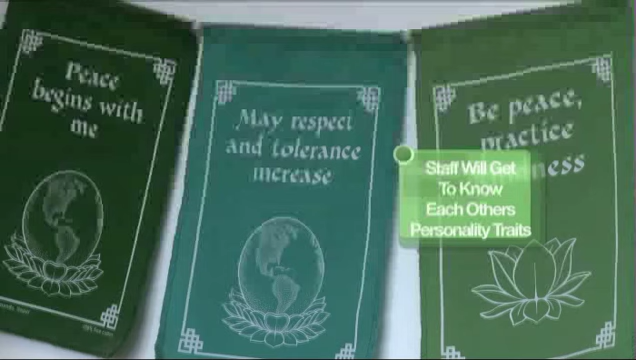 Peace
begins with
me
May respect
and tolerance
increase
Be peace,
practice
Staff Will Get
To Know
Each Others
Personality Traits